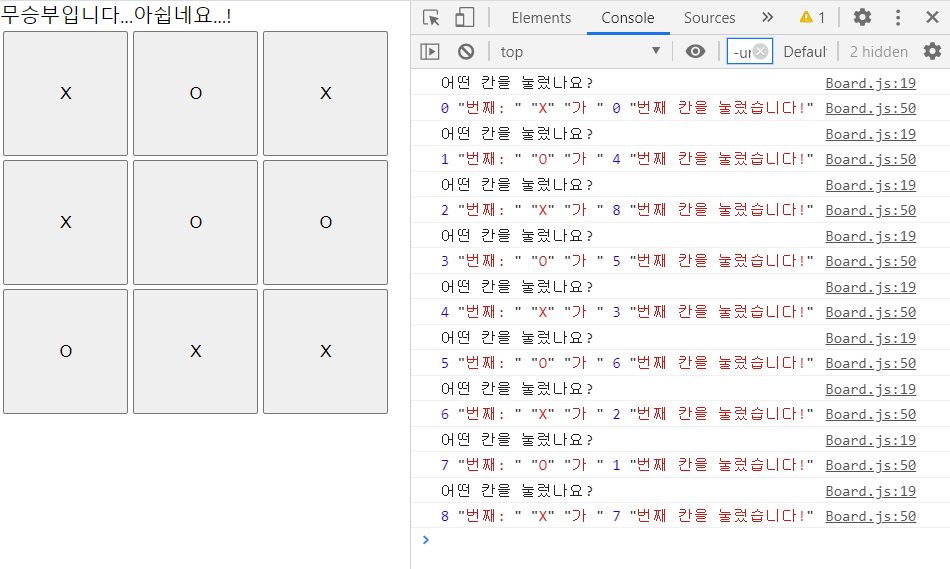 무승부입니다...아쉽네요...!
X O X
X O O
O X X
Elements Console Sources » 1
top -ur Defaul 2 hidden
어떤 칸을 눌렀나요? Board.js:19
0 "번째: " "X" "가 " 0 "번째 칸을 눌렀습니다!" Board.js:50
어떤 칸을 눌렀나요? Board.js:19
1 "번째: " "O" "가 " 4 "번째 칸을 눌렀습니다!" Board.js:50
어떤 칸을 눌렀나요? Board.js:19
2 "번째: " "X" "가 " 8 "번째 칸을 눌렀습니다!" Board.js:50
어떤 칸을 눌렀나요? Board.js:19
3 "번째: " "O" "가 " 5 "번째 칸을 눌렀습니다!" Board.js:50
어떤 칸을 눌렀나요? Board.js:19
4 "번째: " "X" "가 " 3 "번째 칸을 눌렀습니다!" Board.js:50
어떤 칸을 눌렀나요? Board.js:19
5 "번째: " "O" "가 " 6 "번째 칸을 눌렀습니다!" Board.js:50
어떤 칸을 눌렀나요? Board.js:19
6 "번째: " "X" "가 " 2 "번째 칸을 눌렀습니다!" Board.js:50
어떤 칸을 눌렀나요? Board.js:19
7 "번째: " "O" "가 " 1 "번째 칸을 눌렀습니다!" Board.js:50
어떤 칸을 눌렀나요? Board.js:19
8 "번째: " "X" "가 " 7 "번째 칸을 눌렀습니다!" Board.js:50